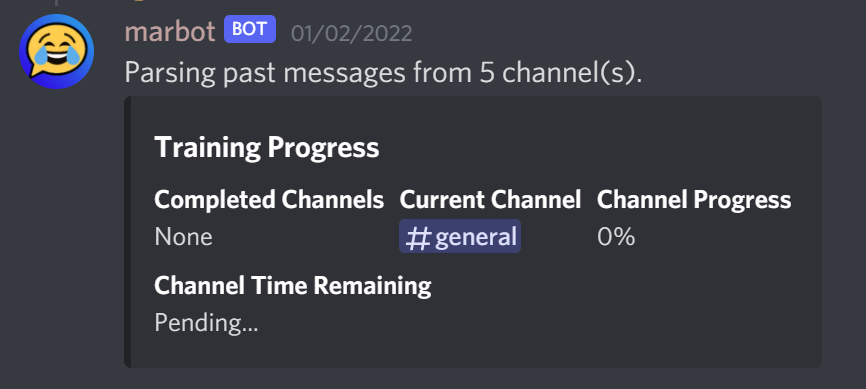 marbot BOT 01/02/2022
Parsing past messages from 5 channel(s).
Training Progress
Completed Channels Current Channel Channel Progress
None #general 0%
Channel Time Remaining
Pending...